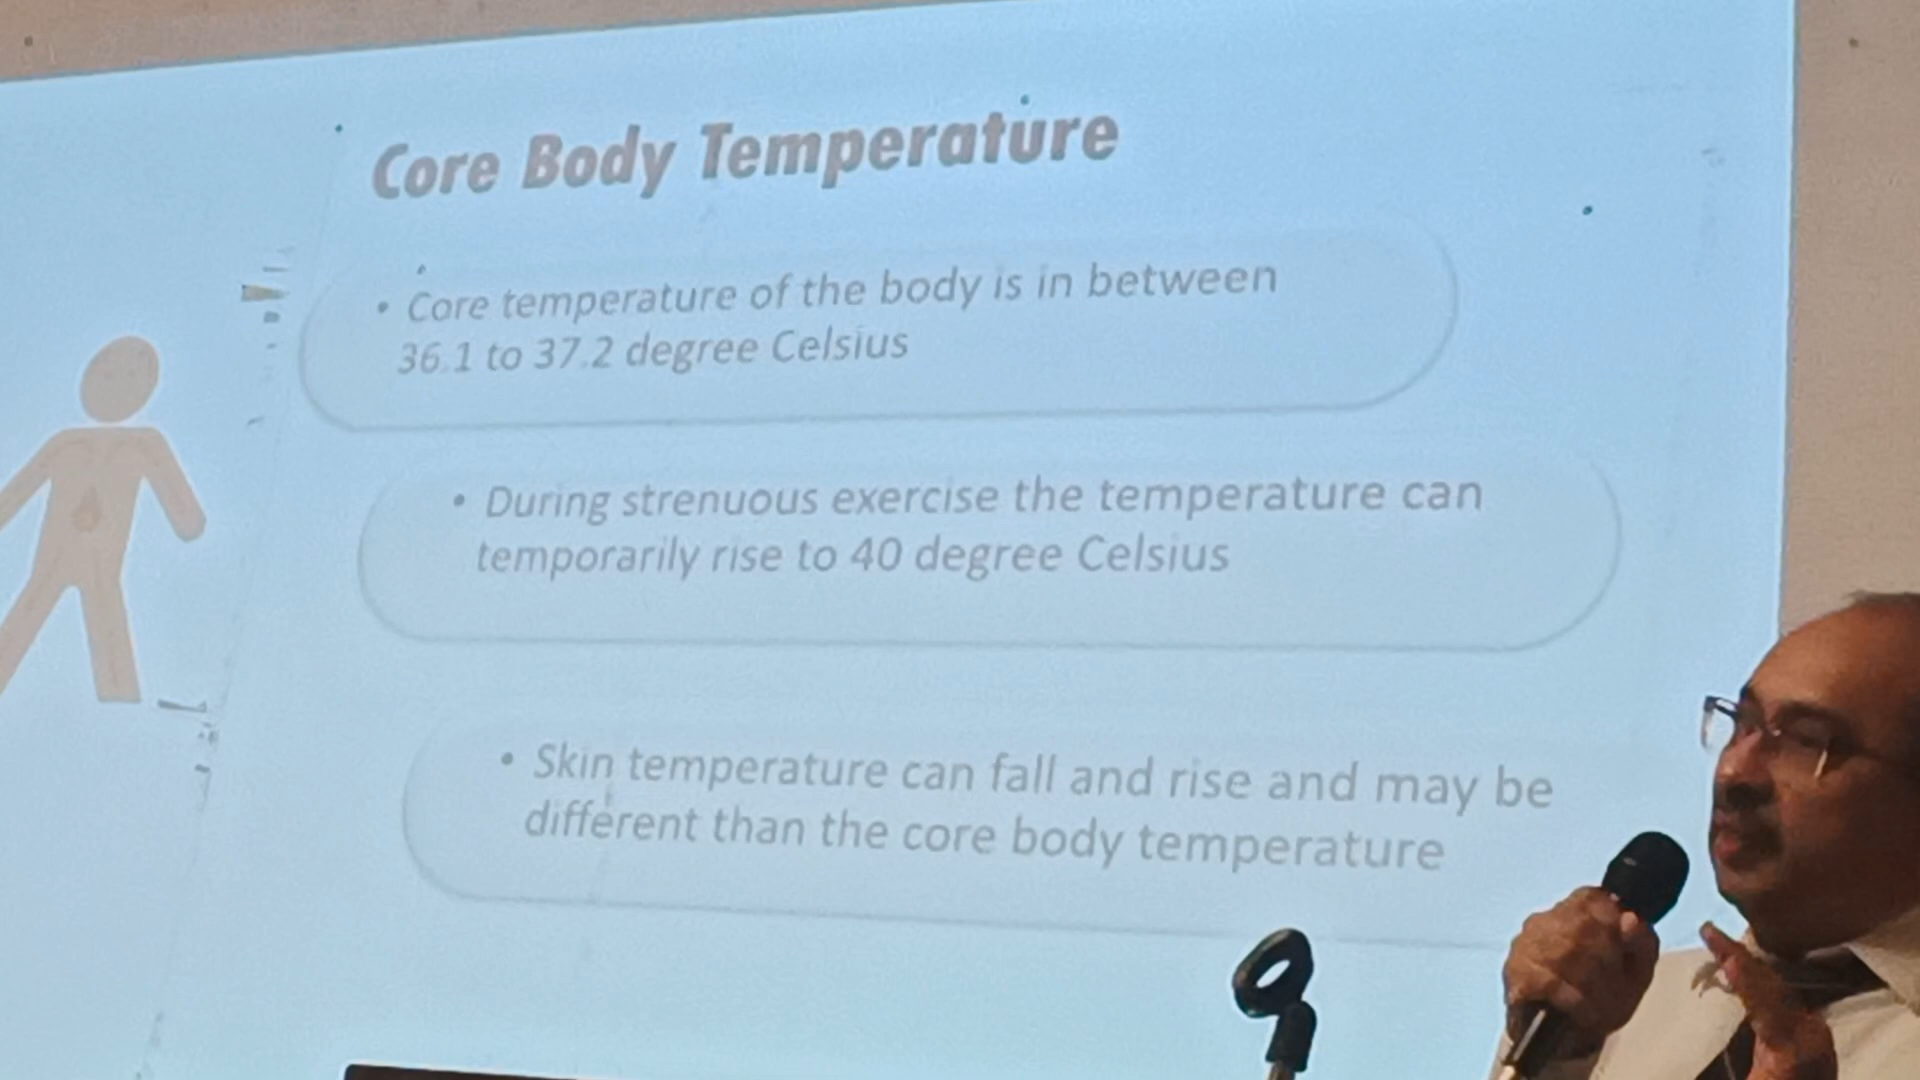 Core Body Temperature
• Core temperature of the body is in between
36.1 to 37.2 degree Celsius
• During strenuous exercise the temperature can
temporarily rise to 40 degree Celsius
• Skin temperature can fall and rise and may be
different than the core body temperature